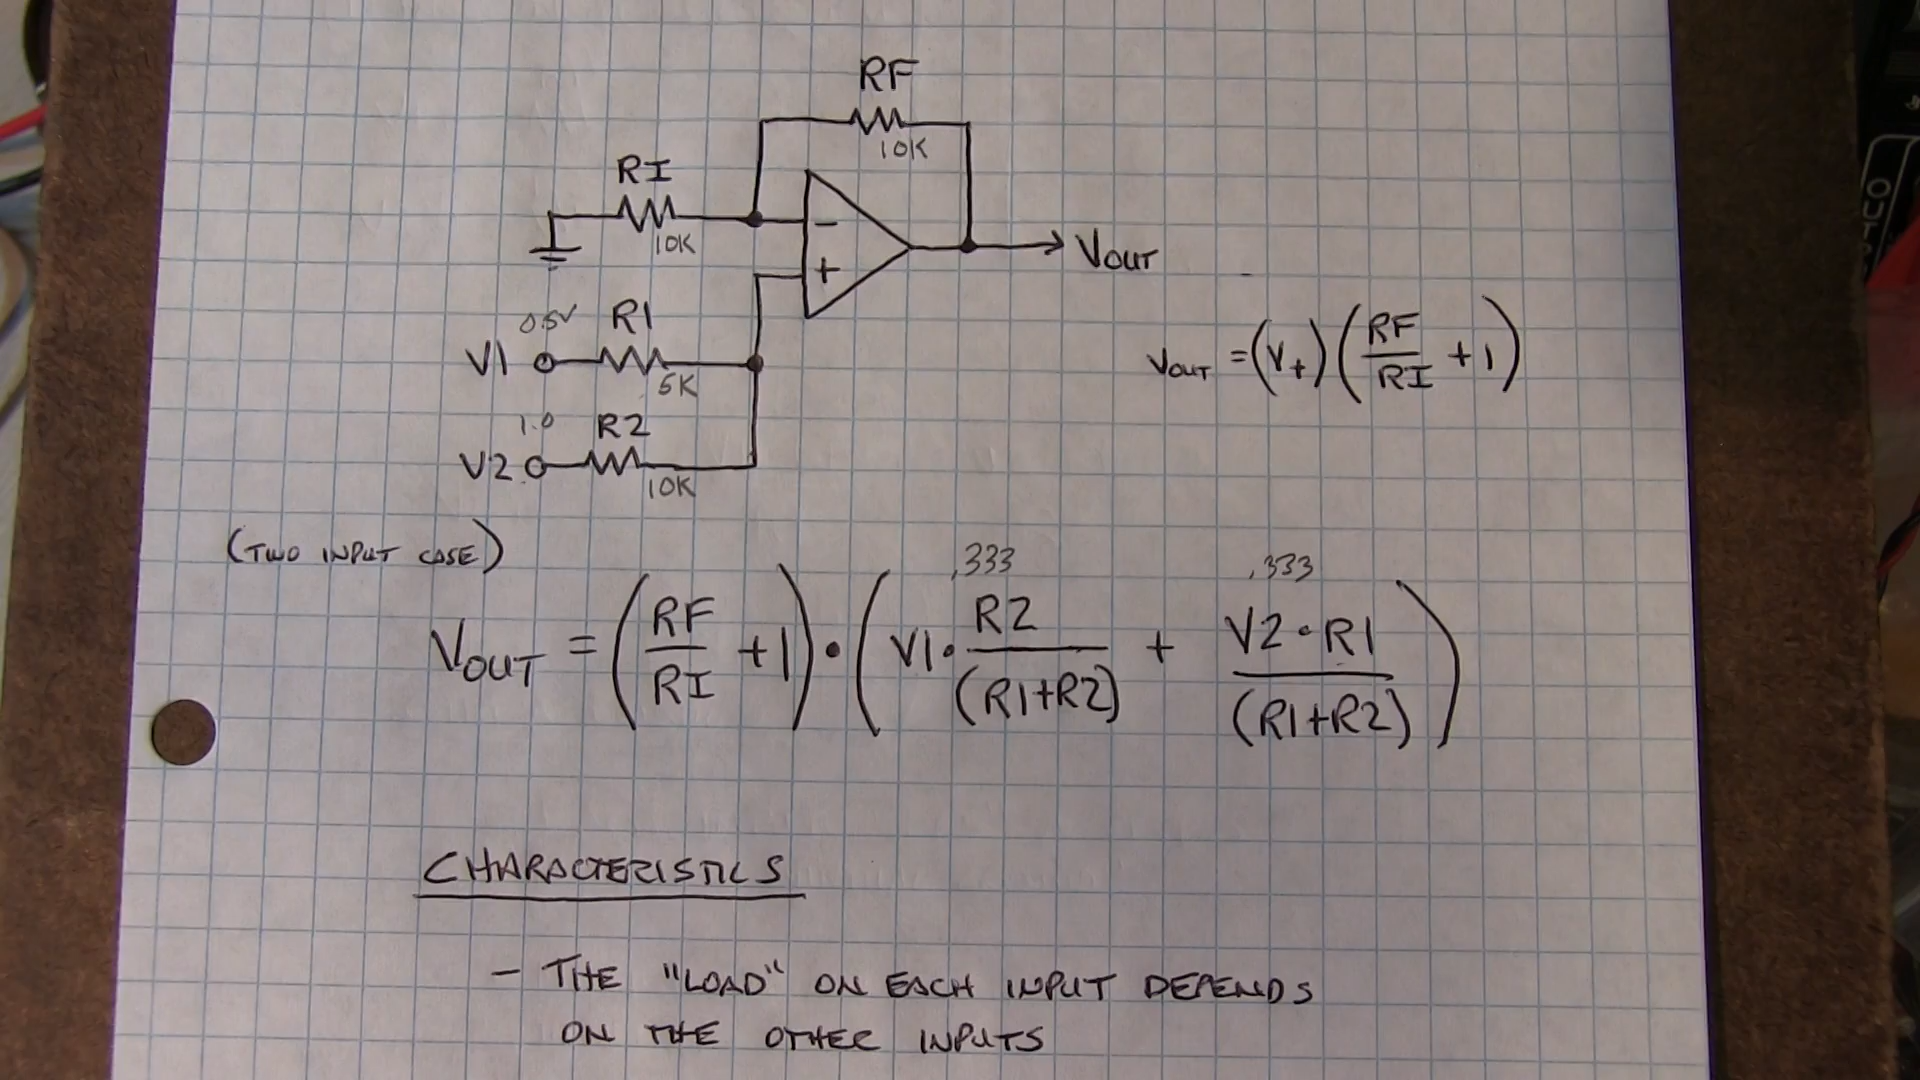 RF
10K
RI
10K
-
+
VOUT
0.5V
R1
V1
5K
1.0
R2
V2
10K
VOUT = (V+) (RF/RI + 1)
(TWO INPUT CASE)
.333
.333
VOUT = (RF/RI + 1) • (V1 • R2/(R1+R2) + V2 • R1/(R1+R2))
CHARACTERISTICS
- THE "LOAD" ON EACH INPUT DEPENDS
ON THE OTHER INPUTS